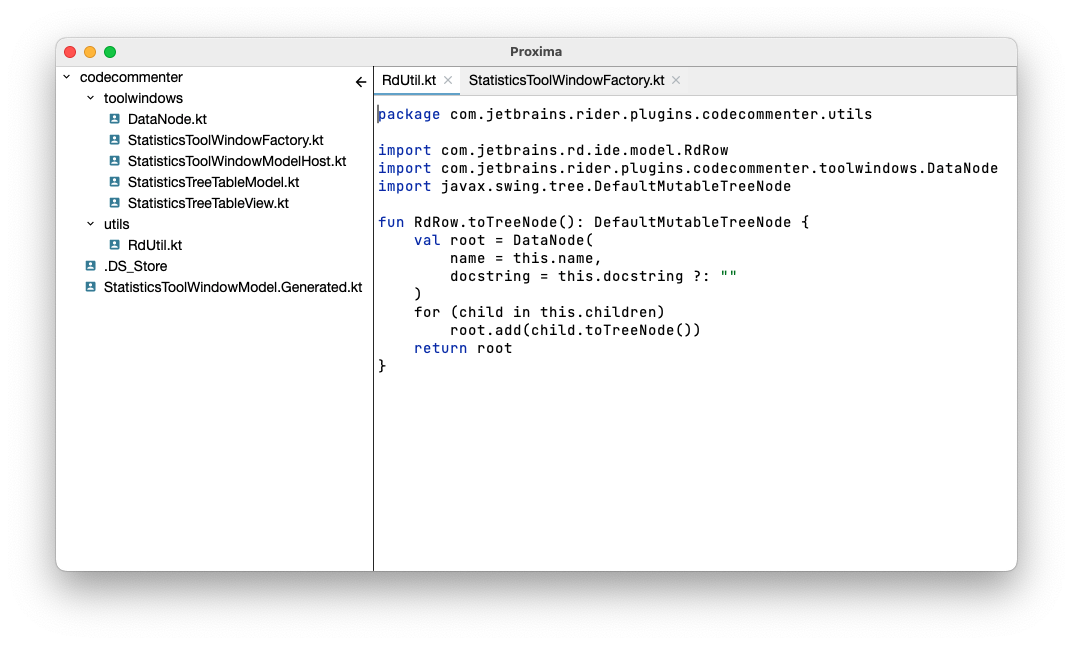 Proxima
codecommenter
toolwindows
DataNode.kt
StatisticsToolWindowFactory.kt
StatisticsToolWindowModelHost.kt
StatisticsTreeTableModel.kt
StatisticsTreeTableView.kt
utils
RdUtil.kt
.DS_Store
StatisticsToolWindowModel.Generated.kt
RdUtil.kt StatisticsToolWindowFactory.kt
package com.jetbrains.rider.plugins.codecommenter.utils
import com.jetbrains.rd.ide.model.RdRow
import com.jetbrains.rider.plugins.codecommenter.toolwindows.DataNode
import javax.swing.tree.DefaultMutableTreeNode
fun RdRow.toTreeNode(): DefaultMutableTreeNode {
    val root = DataNode(
        name = this.name,
        docstring = this.docstring ?: ""
    )
    for (child in this.children)
        root.add(child.toTreeNode())
    return root
}